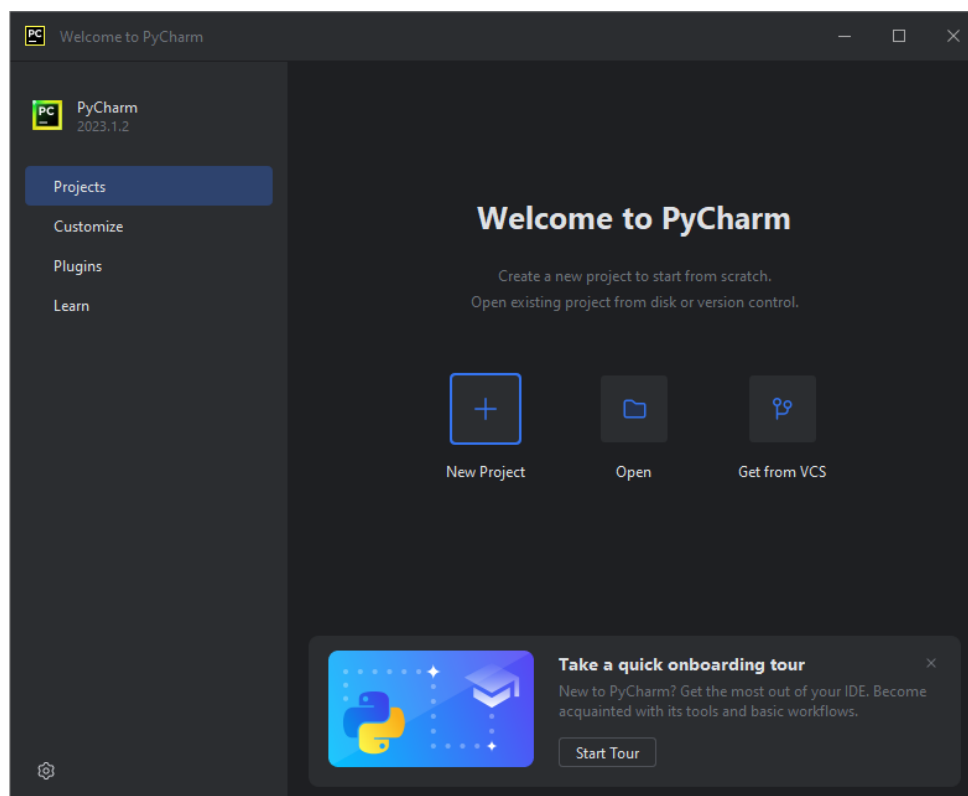 PC Welcome to PyCharm
PC PyCharm
2023.1.2
Projects
Customize
Plugins
Learn
Welcome to PyCharm
Create a new project to start from scratch.
Open existing project from disk or version control.
New Project Open Get from VCS
Take a quick onboarding tour
New to PyCharm? Get the most out of your IDE. Become
acquainted with its tools and basic workflows.
Start Tour